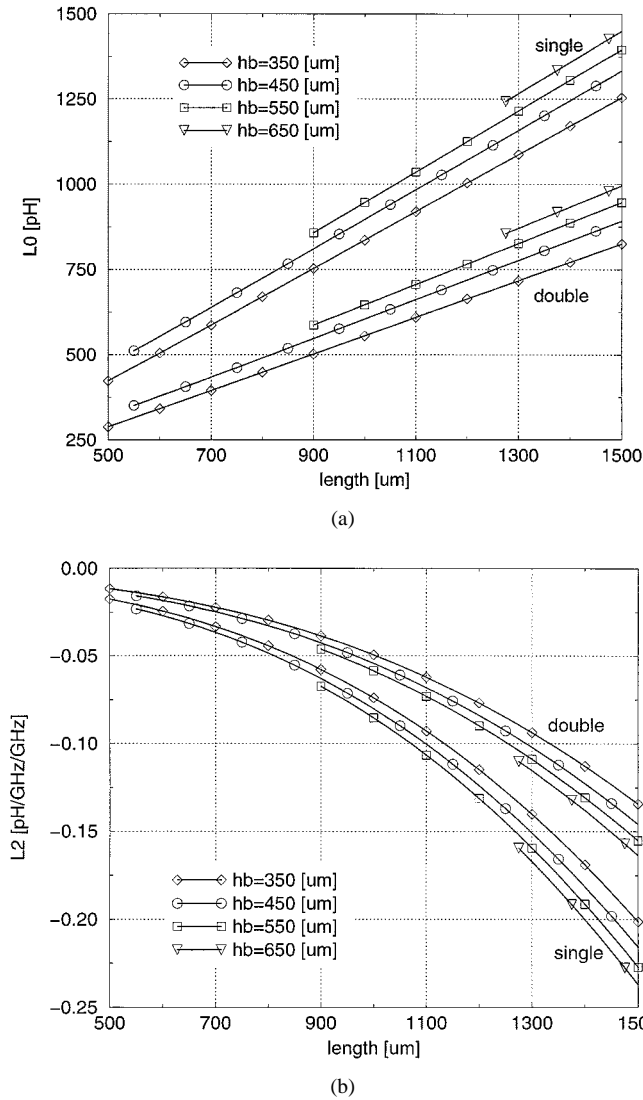 1500
1250
1000
750
500
250
L0 [pH]
hb=350 [um]
hb=450 [um]
hb=550 [um]
hb=650 [um]
single
double
500 700 900 1100 1300 1500
length [um]
(a)
0.00
−0.05
−0.10
−0.15
−0.20
−0.25
L2 [pH/GHz/GHz]
double
hb=350 [um]
hb=450 [um]
hb=550 [um]
hb=650 [um]
single
500 700 900 1100 1300 150
length [um]
(b)